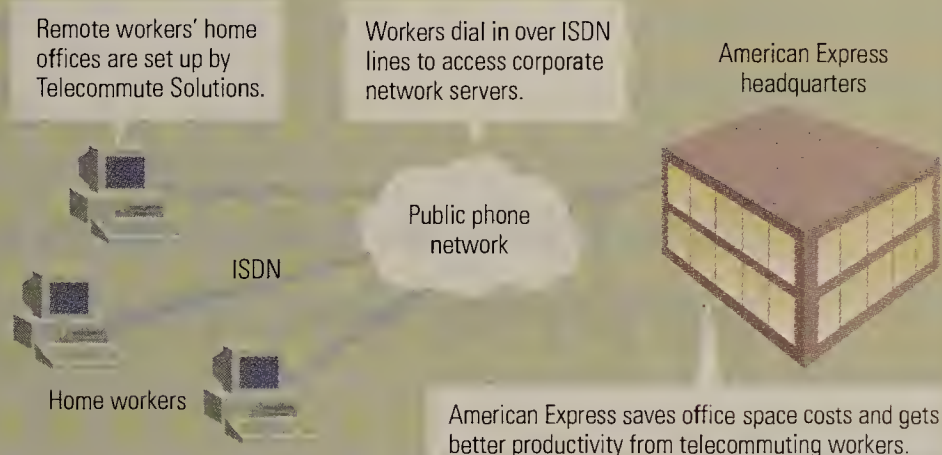 Remote workers' home
offices are set up by
Telecommute Solutions.
Workers dial in over ISDN
lines to access corporate
network servers.
American Express
headquarters
Public phone
network
ISDN
Home workers
American Express saves office space costs and gets
better productivity from telecommuting workers.